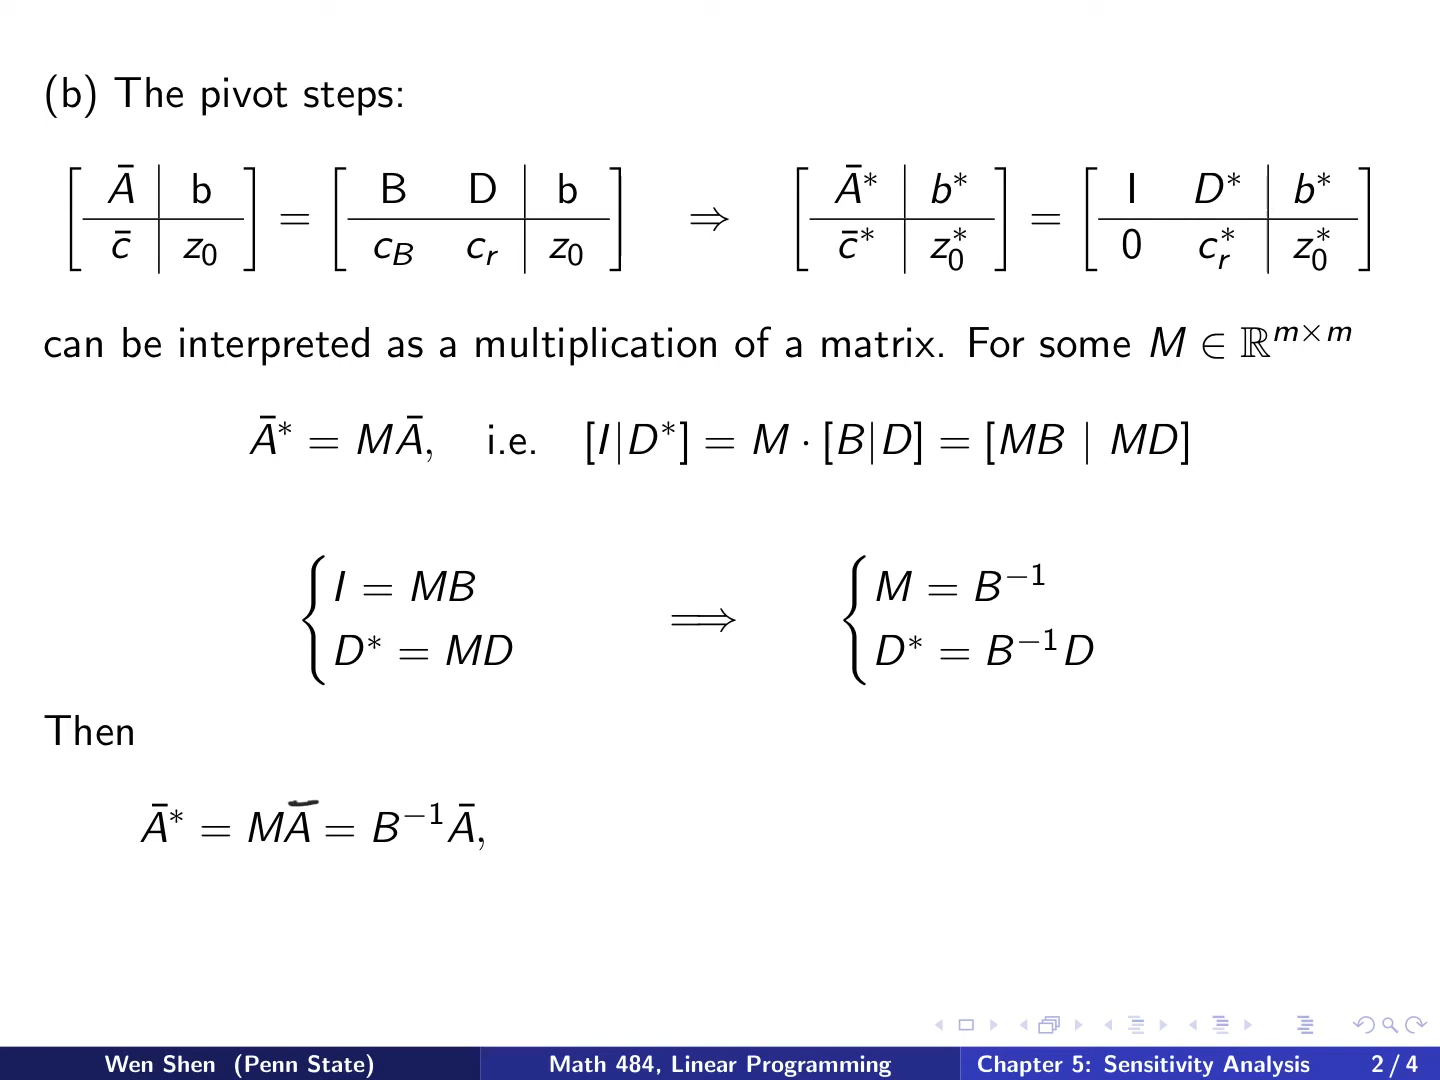 (b) The pivot steps:
[ Ā | b ; c̄ | z₀ ] = [ B D | b ; c_B c_r | z₀ ] ⇒ [ Ā* | b* ; c̄* | z₀* ] = [ I D* | b* ; 0 c_r* | z₀* ]
can be interpreted as a multiplication of a matrix. For some M ∈ ℝ^{m×m}
Ā* = MĀ, i.e. [I|D*] = M · [B|D] = [MB | MD]
{ I = MB ⟹ { M = B⁻¹
D* = MD D* = B⁻¹D
Then
Ā* = MĀ = B⁻¹Ā,
Wen Shen (Penn State) Math 484, Linear Programming Chapter 5: Sensitivity Analysis 2 / 4